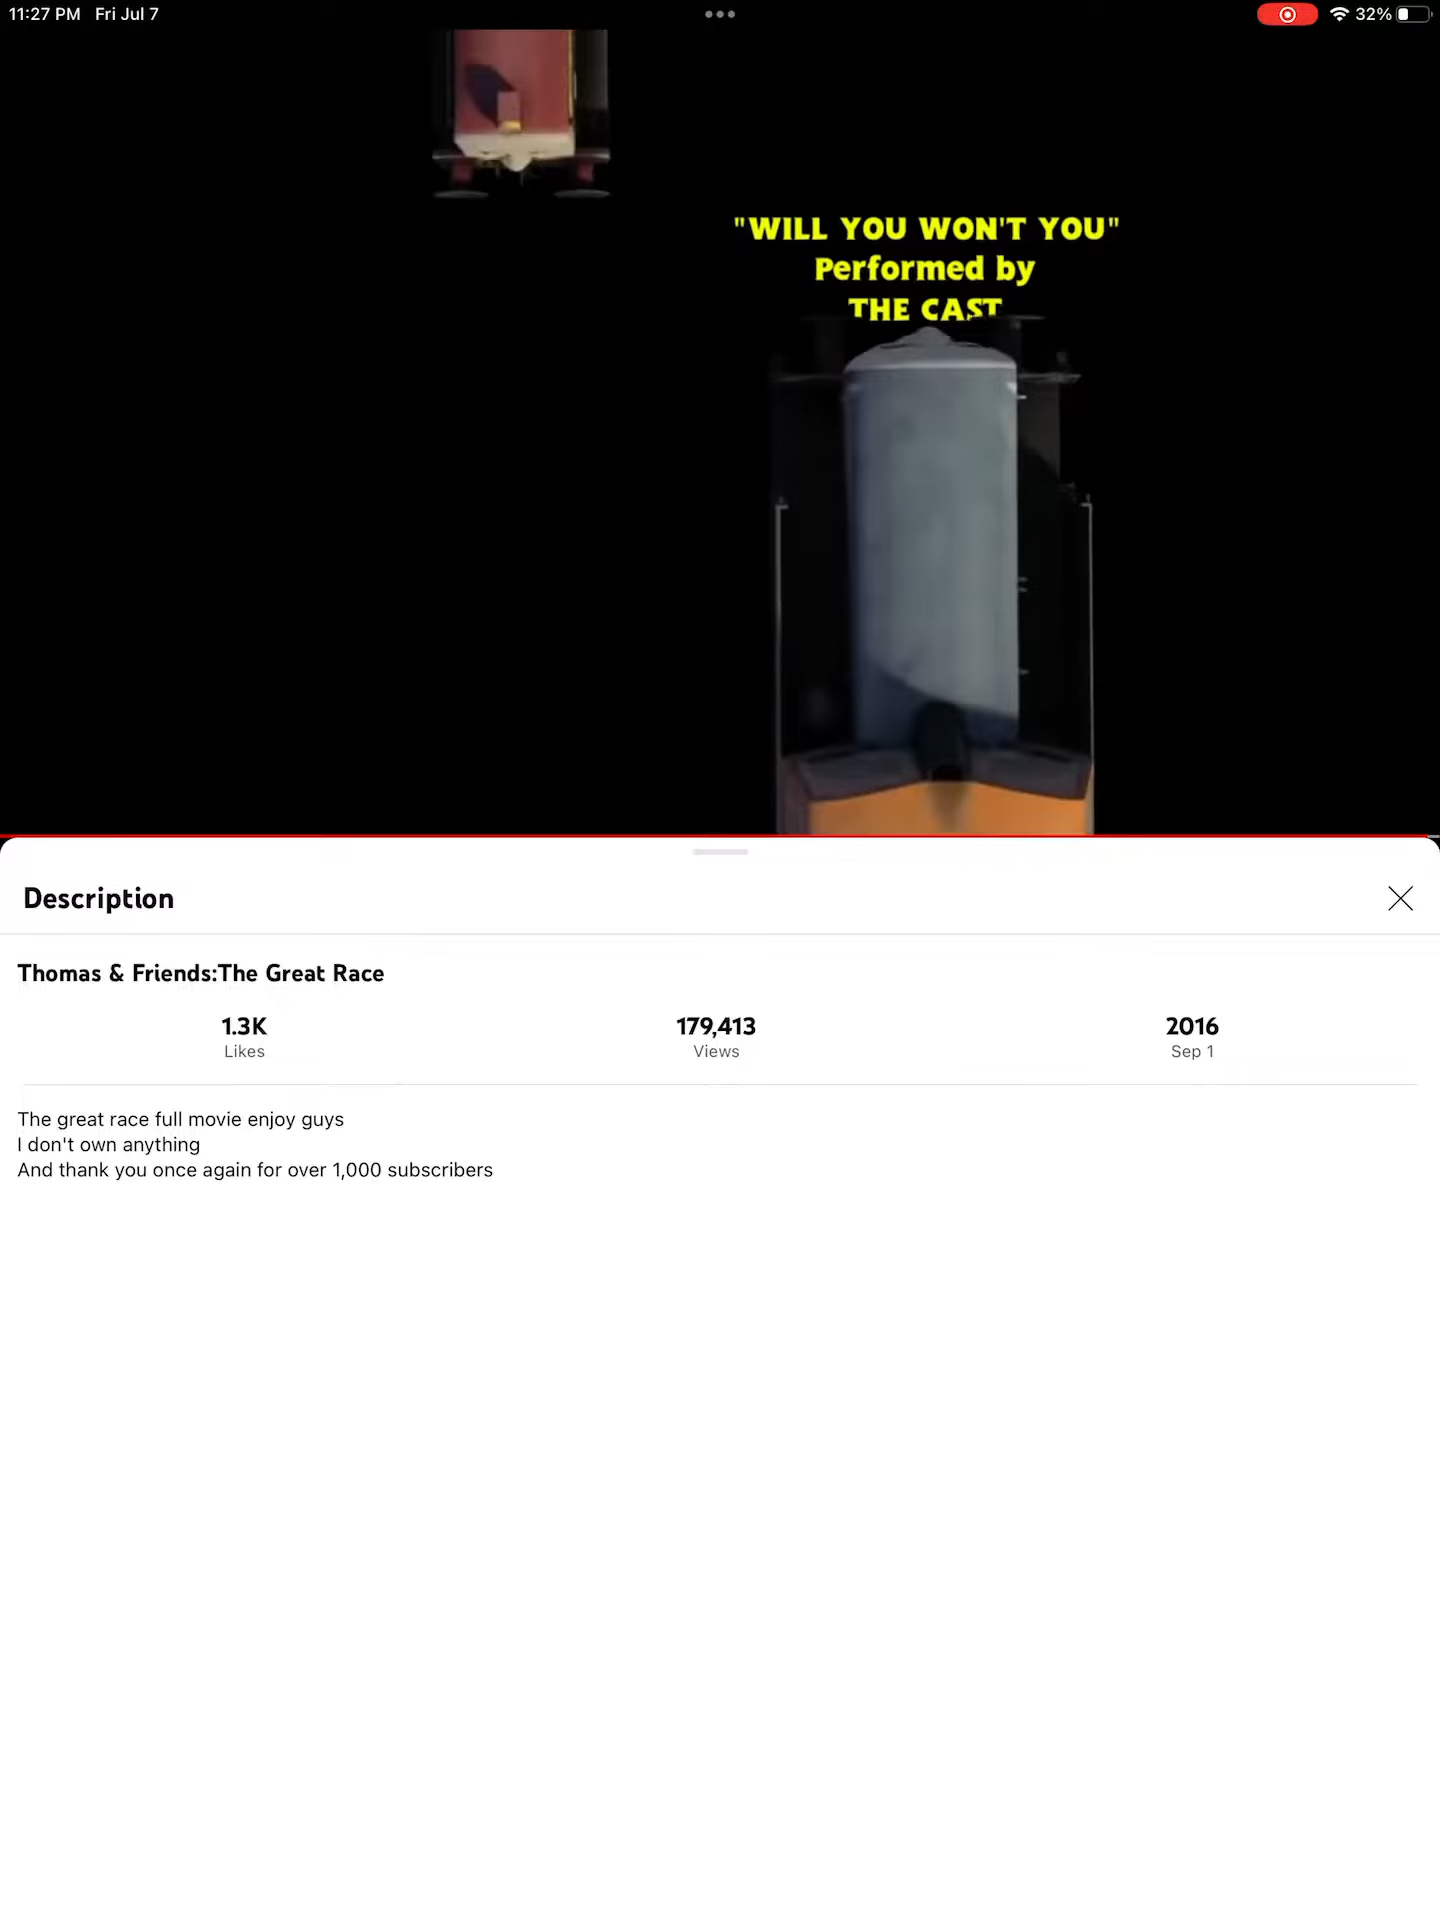 11:27 PM Fri Jul 7
32%
"WILL YOU WON'T YOU"
Performed by
THE CAST
Description
Thomas & Friends:The Great Race
1.3K 179,413 2016
Likes Views Sep 1
The great race full movie enjoy guys
I don't own anything
And thank you once again for over 1,000 subscribers